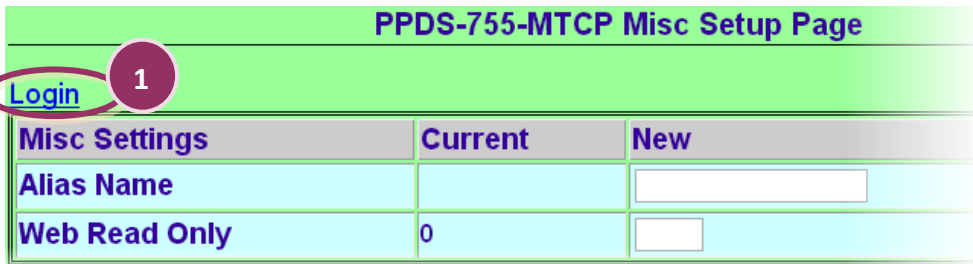 PPDS-755-MTCP Misc Setup Page
1
Login
Misc Settings Current New
Alias Name
Web Read Only 0